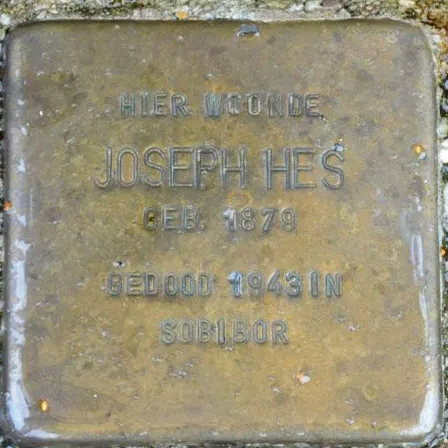 HIER WOONDE
JOSEPH HES
GEB. 1879
GEDOOD 1943 IN
SOBIBOR